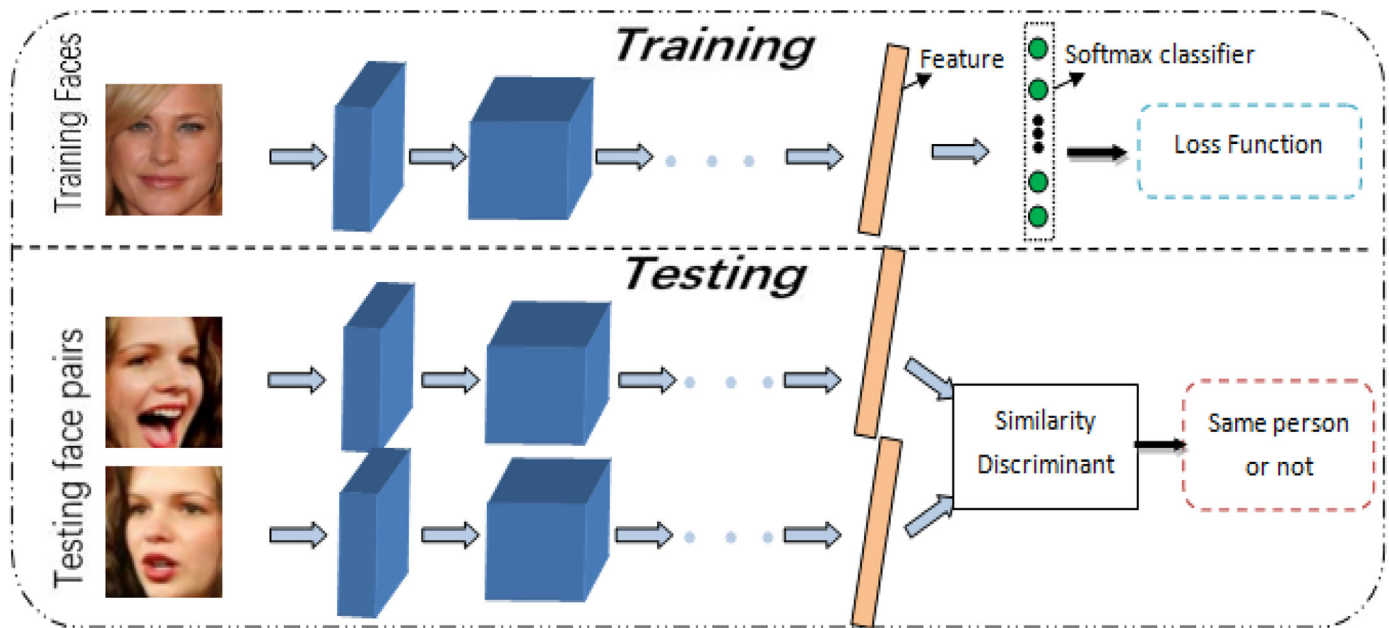 Training
Training Faces
Feature
Softmax classifier
Loss Function
Testing
Testing face pairs
Similarity
Discriminant
Same person
or not